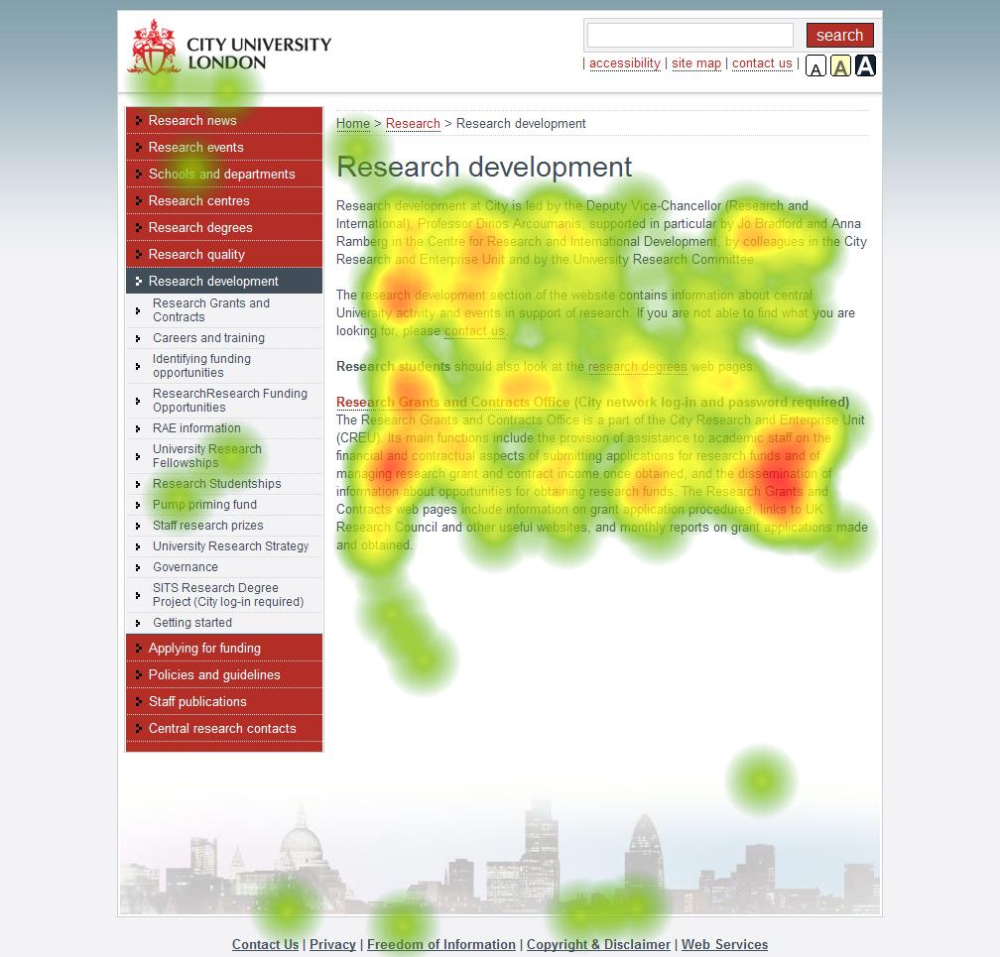 CITY UNIVERSITY
LONDON
search
| accessibility | site map | contact us | A A A
Research news
Research events
Schools and departments
Research centres
Research degrees
Research quality
Research development
Research Grants and
Contracts
Careers and training
Identifying funding
opportunities
ResearchResearch Funding
Opportunities
RAE information
University Research
Fellowships
Research Studentships
Pump priming fund
Staff research prizes
University Research Strategy
Governance
SITS Research Degree
Project (City log-in required)
Getting started
Applying for funding
Policies and guidelines
Staff publications
Central research contacts
Home > Research > Research development
Research development
Research development at City is led by the Deputy Vice-Chancellor (Research and
International), Professor Dinos Arcoumanis, supported in particular by Jo Bradford and Anna
Ramberg in the Centre for Research and International Development, by colleagues in the City
Research and Enterprise Unit and by the University Research Committee.
The research development section of the website contains information about central
University activity and events in support of research. If you are not able to find what you are
looking for, please contact us.
Research students should also look at the research degrees web pages.
Research Grants and Contracts Office (City network log-in and password required)
The Research Grants and Contracts Office is a part of the City Research and Enterprise Unit
(CREU). Its main functions include the provision of assistance to academic staff on the
financial and contractual aspects of submitting applications for research funds and of
managing research grant and contract income once obtained, and the dissemination of
information about opportunities for obtaining research funds. The Research Grants and
Contracts web pages include information on grant application procedures, links to UK
Research Council and other useful websites, and monthly reports on grant applications made
and obtained.
Contact Us | Privacy | Freedom of Information | Copyright & Disclaimer | Web Services